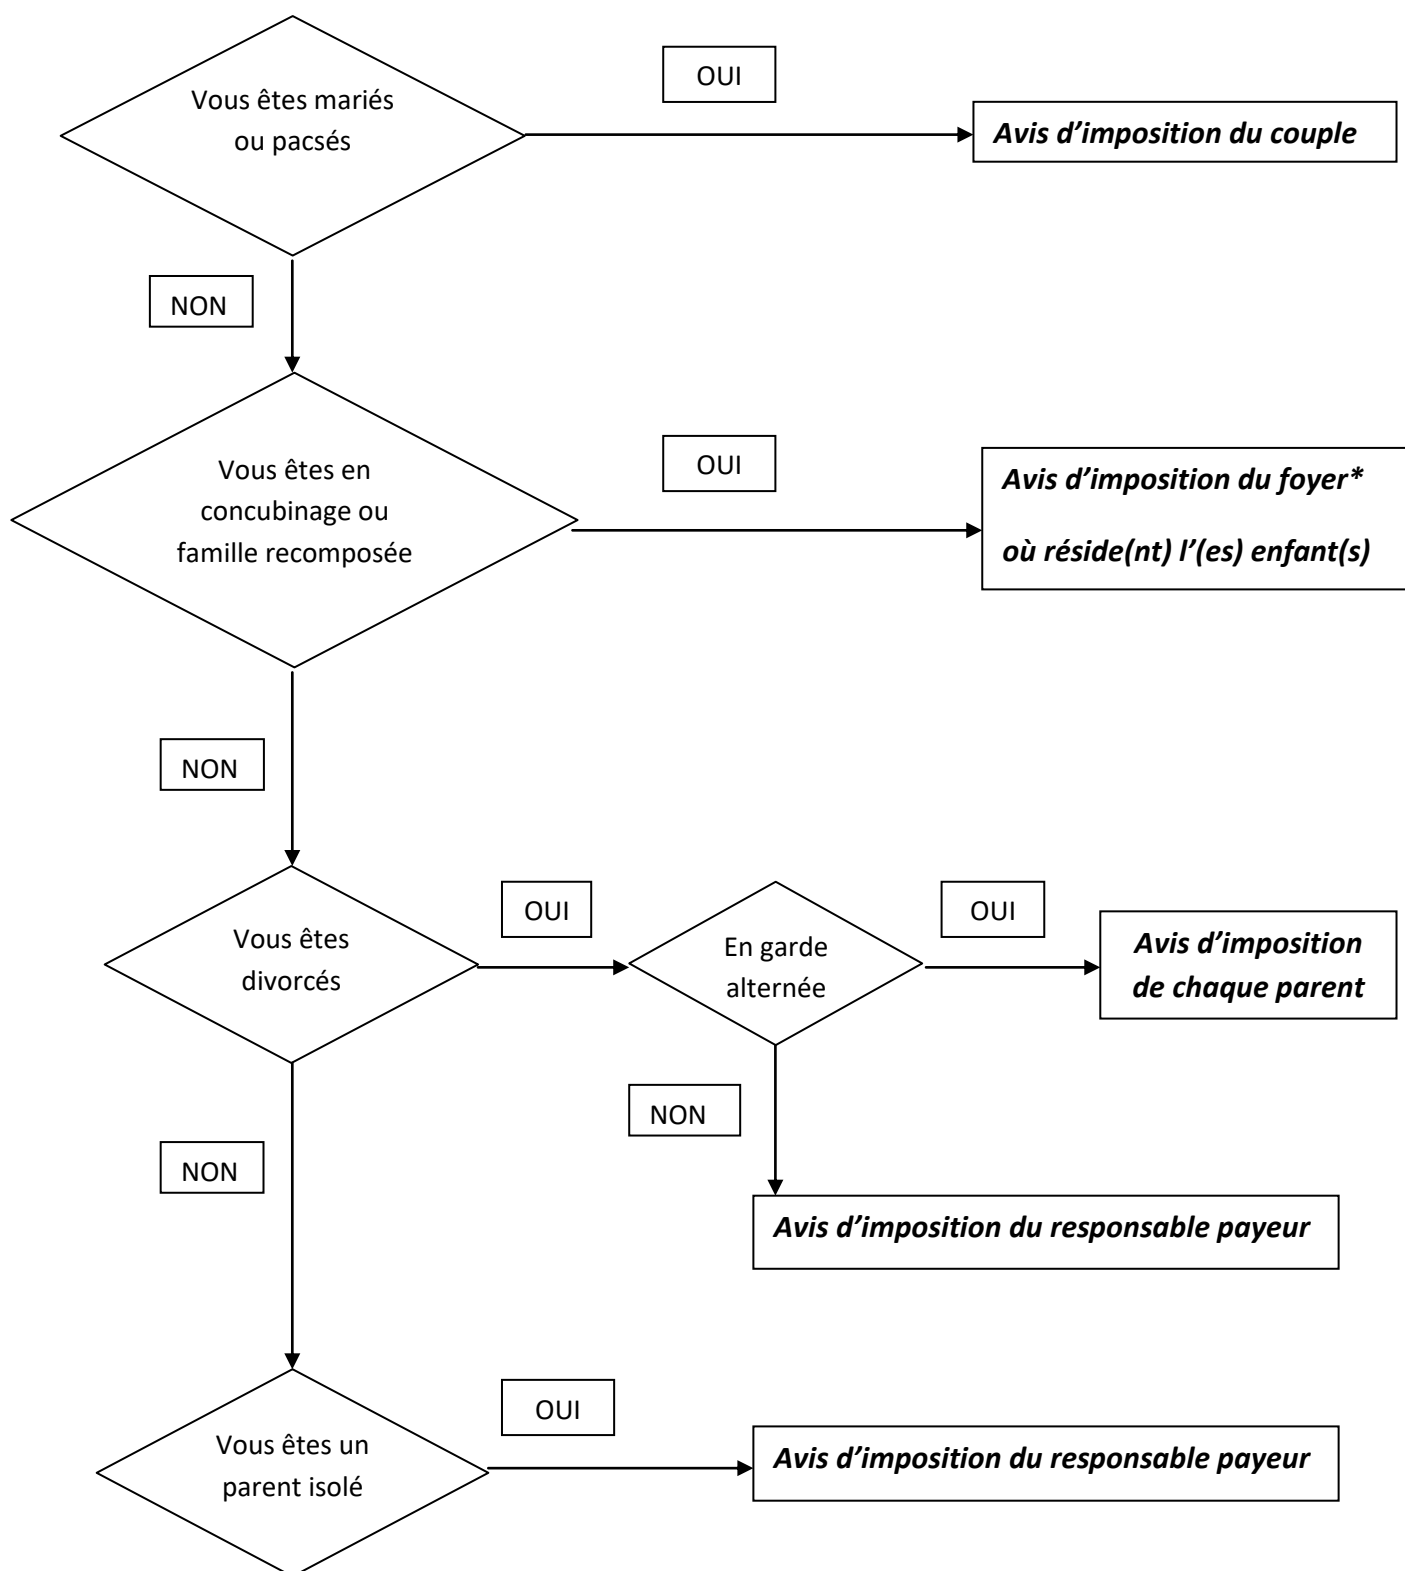 Vous êtes mariés
ou pacsés
OUI
Avis d’imposition du couple
NON
Vous êtes en
concubinage ou
famille recomposée
OUI
Avis d’imposition du foyer*
où réside(nt) l’(es) enfant(s)
NON
Vous êtes
divorcés
OUI
En garde
alternée
OUI
Avis d’imposition
de chaque parent
NON
Avis d’imposition du responsable payeur
NON
Vous êtes un
parent isolé
OUI
Avis d’imposition du responsable payeur